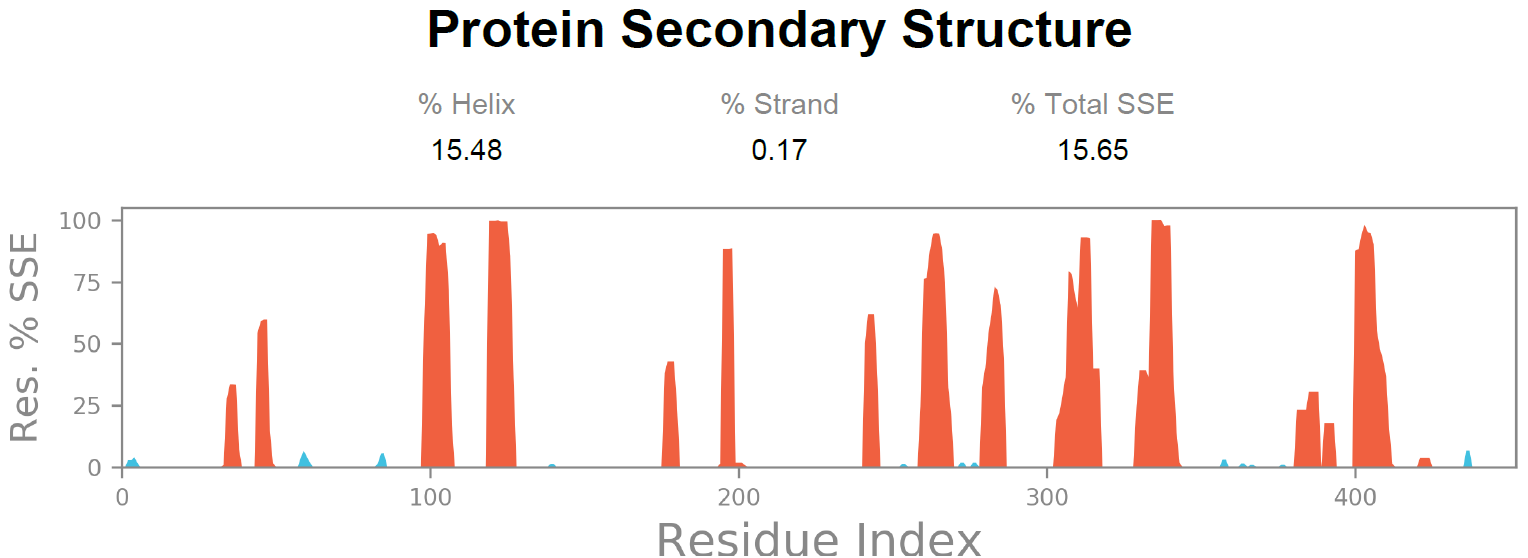 Protein Secondary Structure
% Helix % Strand % Total SSE
15.48 0.17 15.65
Res. % SSE
100
75
50
25
0
0 100 200 300 400
Residue Index